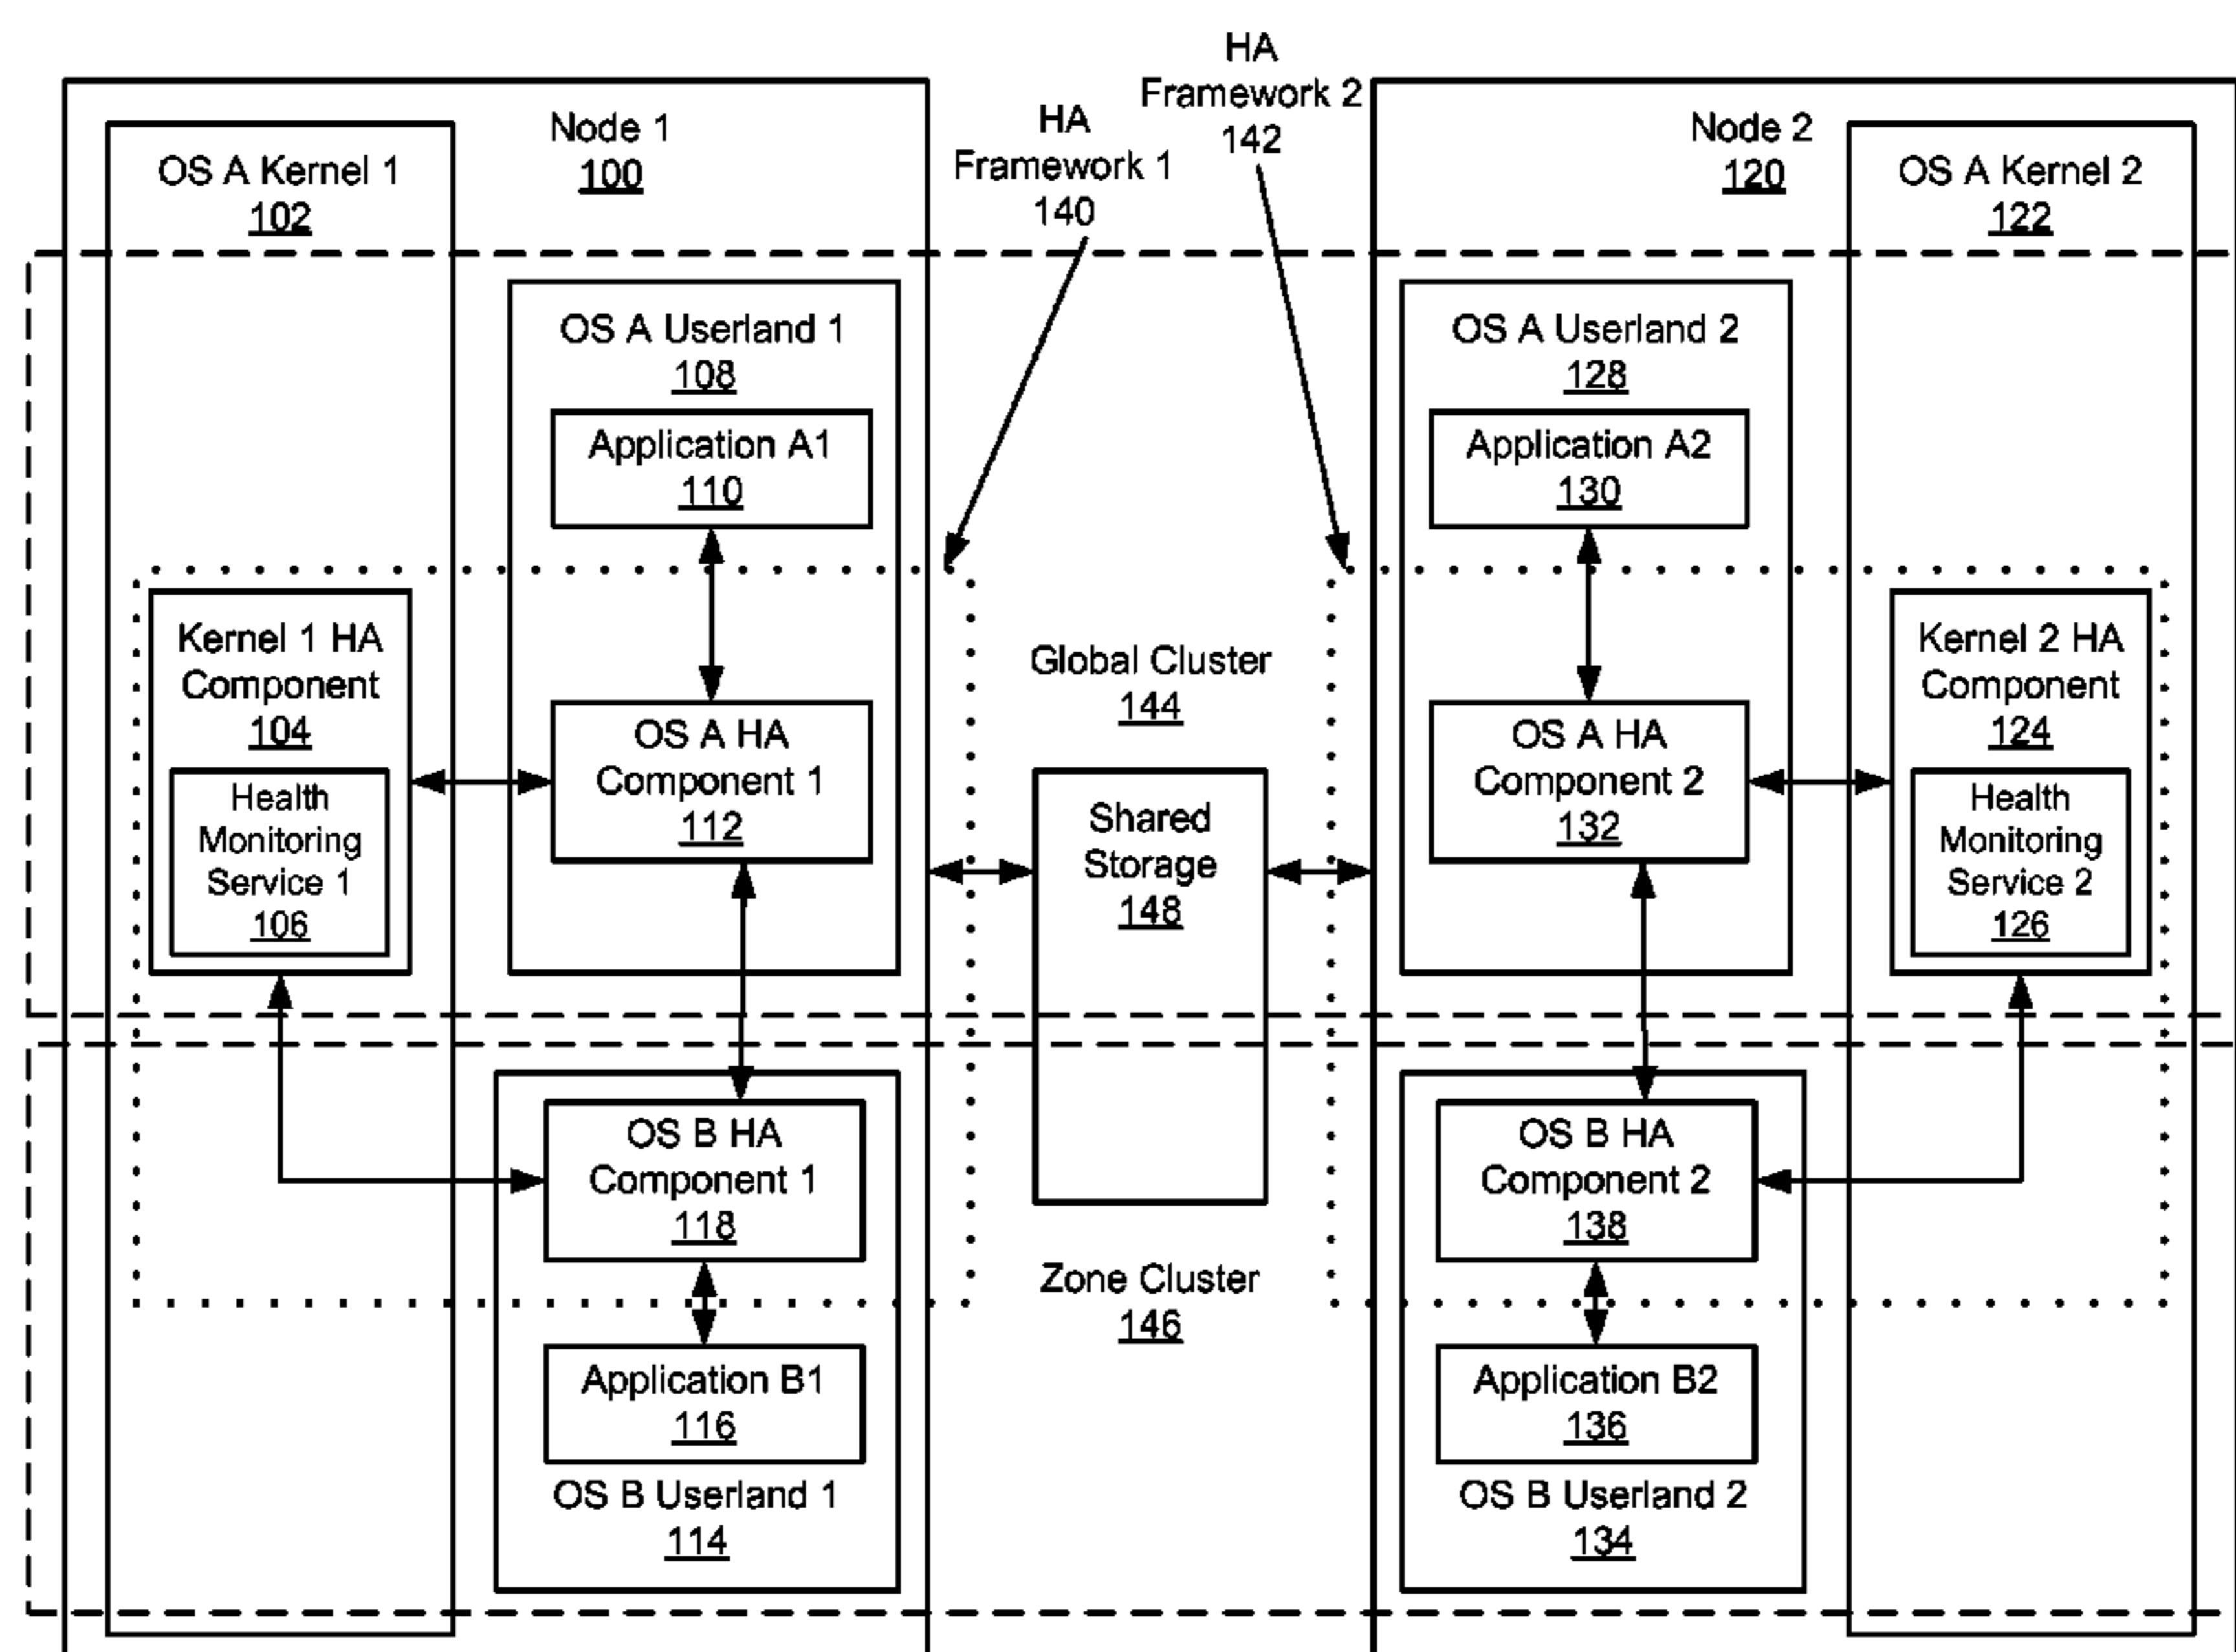 HA
Framework 2
142
HA
Framework 1
140
Node 1
100
OS A Kernel 1
102
OS A Userland 1
108
Application A1
110
Kernel 1 HA
Component
104
Health
Monitoring
Service 1
106
OS A HA
Component 1
112
OS B HA
Component 1
118
Application B1
116
OS B Userland 1
114
Global Cluster
144
Shared
Storage
148
Zone Cluster
146
Node 2
120
OS A Kernel 2
122
OS A Userland 2
128
Application A2
130
OS A HA
Component 2
132
Kernel 2 HA
Component
124
Health
Monitoring
Service 2
126
OS B HA
Component 2
138
Application B2
136
OS B Userland 2
134